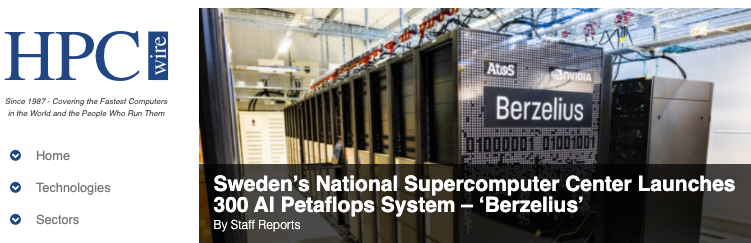 HPC
wire
Since 1987 - Covering the Fastest Computers
in the World and the People Who Run Them
Home
Technologies
Sectors
Atos
NVIDIA
Berzelius
01000001 01001001
Sweden's National Supercomputer Center Launches
300 AI Petaflops System – 'Berzelius'
By Staff Reports